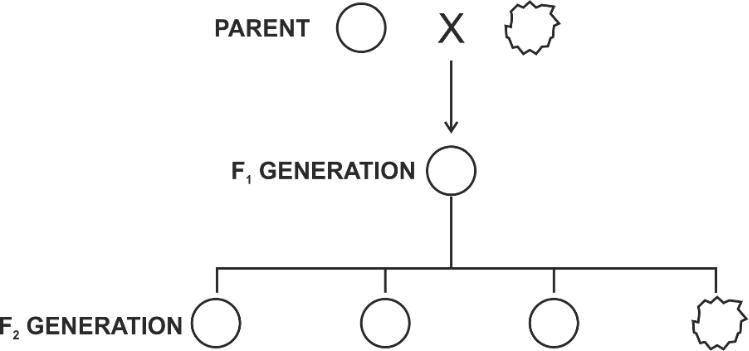 PARENT X
F₁ GENERATION
F₂ GENERATION